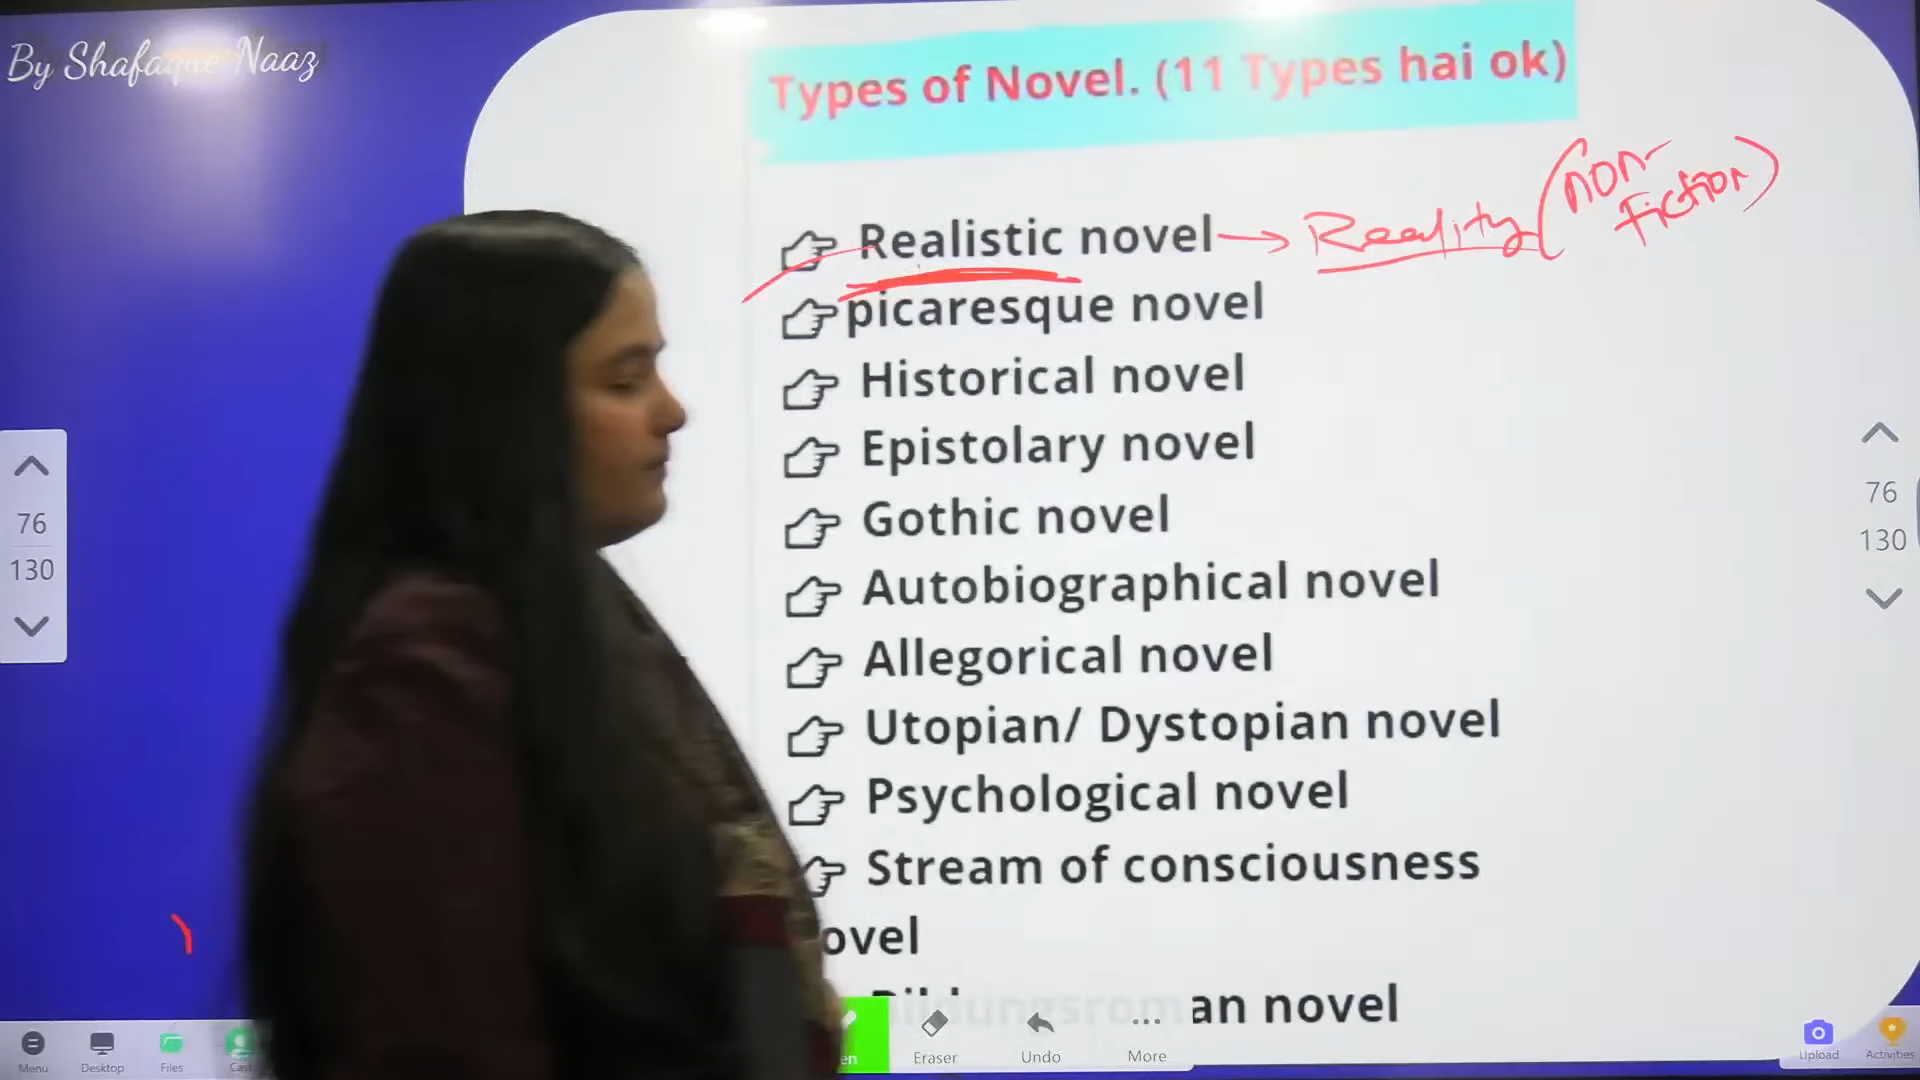 By Shafaque Naaz
Types of Novel. (11 Types hai ok)
Realistic novel → Reality (non-
fiction)
picaresque novel
Historical novel
Epistolary novel
Gothic novel
Autobiographical novel
Allegorical novel
Utopian/ Dystopian novel
Psychological novel
Stream of consciousness
ovel
Bildungsroman novel
76
130
76
130
Menu
Desktop
Files
Eraser
Undo
More
Upload
Activities